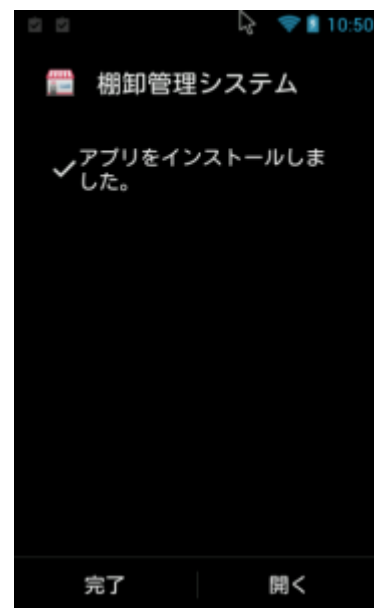 10:50
棚卸管理システム
アプリをインストールしま
した。
完了
開く